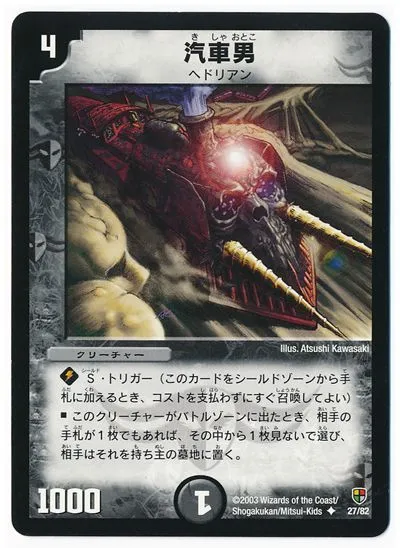 4
きしゃおとこ
汽車男
ヘドリアン
Illus. Atsushi Kawasaki
クリーチャー
S・トリガー（このカードをシールドゾーンから手
札に加えるとき、コストを支払わずにすぐ召喚してよい）
■ このクリーチャーがバトルゾーンに出たとき、相手の
手札が1枚でもあれば、その中から1枚見ないで選び、
相手はそれを持ち主の墓地に置く。
1000
1
©2003 Wizards of the Coast/
Shogakukan/Mitsui-Kids
27/82